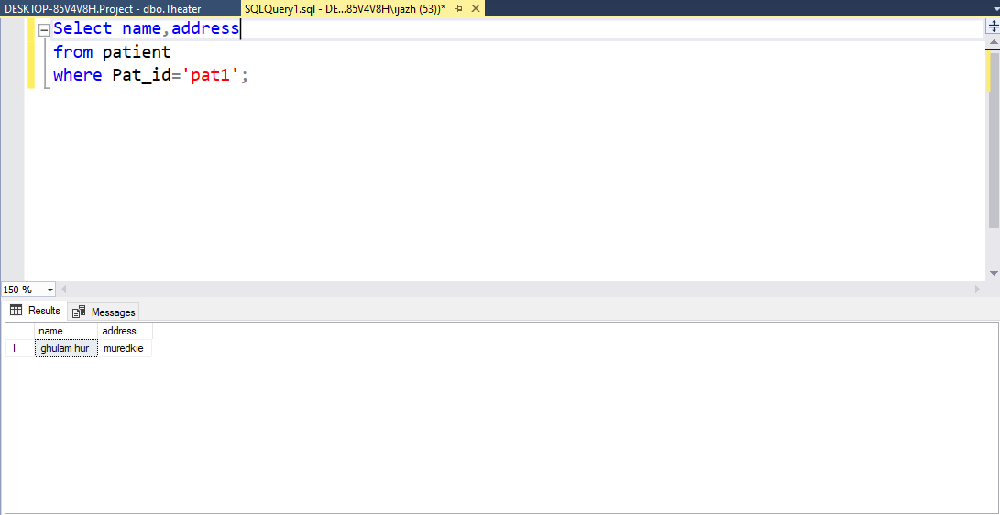 DESKTOP-85V4V8H.Project - dbo.Theater SQLQuery1.sql - DE...85V4V8H\ijazh (53))*
Select name,address
from patient
where Pat_id='pat1';
150 %
Results Messages
name address
1 ghulam hur muredkie